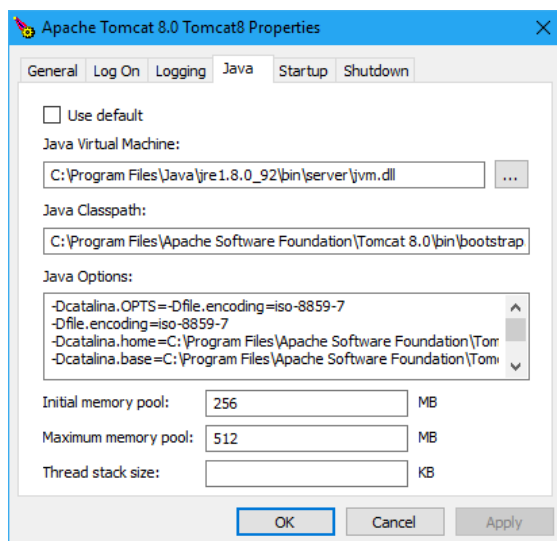 Apache Tomcat 8.0 Tomcat8 Properties
General Log On Logging Java Startup Shutdown
Use default
Java Virtual Machine:
C:\Program Files\Java\jre1.8.0_92\bin\server\jvm.dll
...
Java Classpath:
C:\Program Files\Apache Software Foundation\Tomcat 8.0\bin\bootstrap.
Java Options:
-Dcatalina.OPTS=-Dfile.encoding=iso-8859-7
-Dfile.encoding=iso-8859-7
-Dcatalina.home=C:\Program Files\Apache Software Foundation\Tom
-Dcatalina.base=C:\Program Files\Apache Software Foundation\Tom
Initial memory pool: 256 MB
Maximum memory pool: 512 MB
Thread stack size: KB
OK Cancel Apply